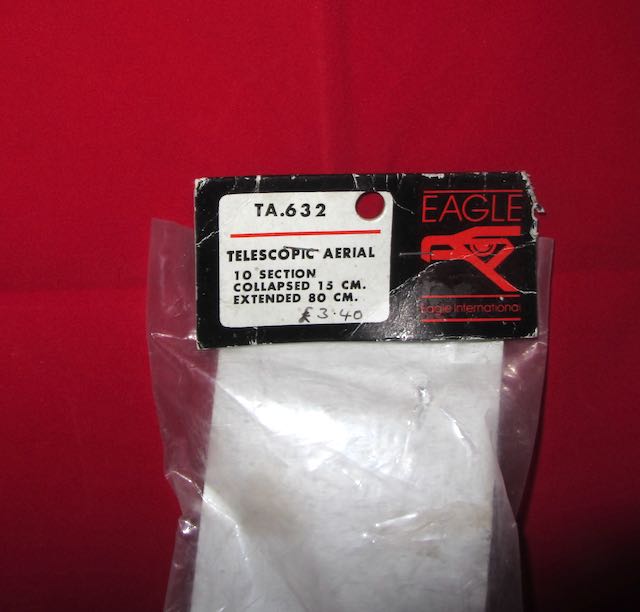 TA.632
TELESCOPIC AERIAL
10 SECTION
COLLAPSED 15 CM.
EXTENDED 80 CM.
£3.40
EAGLE
Eagle International